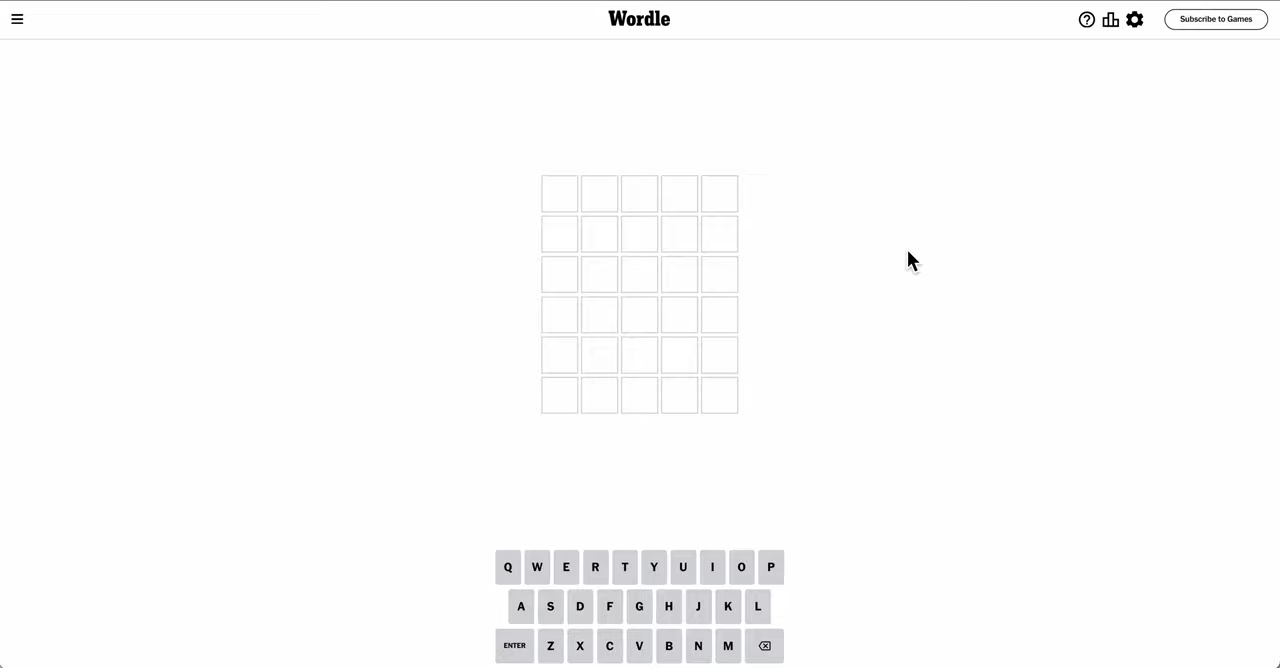 Wordle
Subscribe to Games
Q W E R T Y U I O P
A S D F G H J K L
ENTER Z X C V B N M